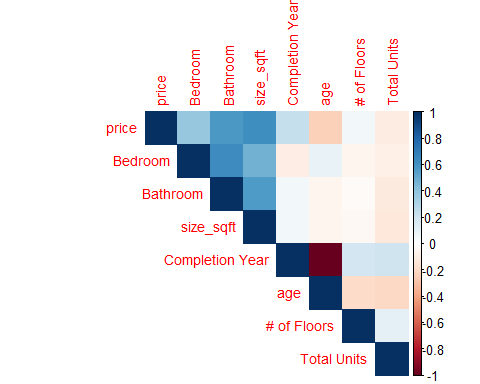 price
Bedroom
Bathroom
size_sqft
Completion Year
age
# of Floors
Total Units
price
Bedroom
Bathroom
size_sqft
Completion Year
age
# of Floors
Total Units
1
0.8
0.6
0.4
0.2
0
-0.2
-0.4
-0.6
-0.8
-1